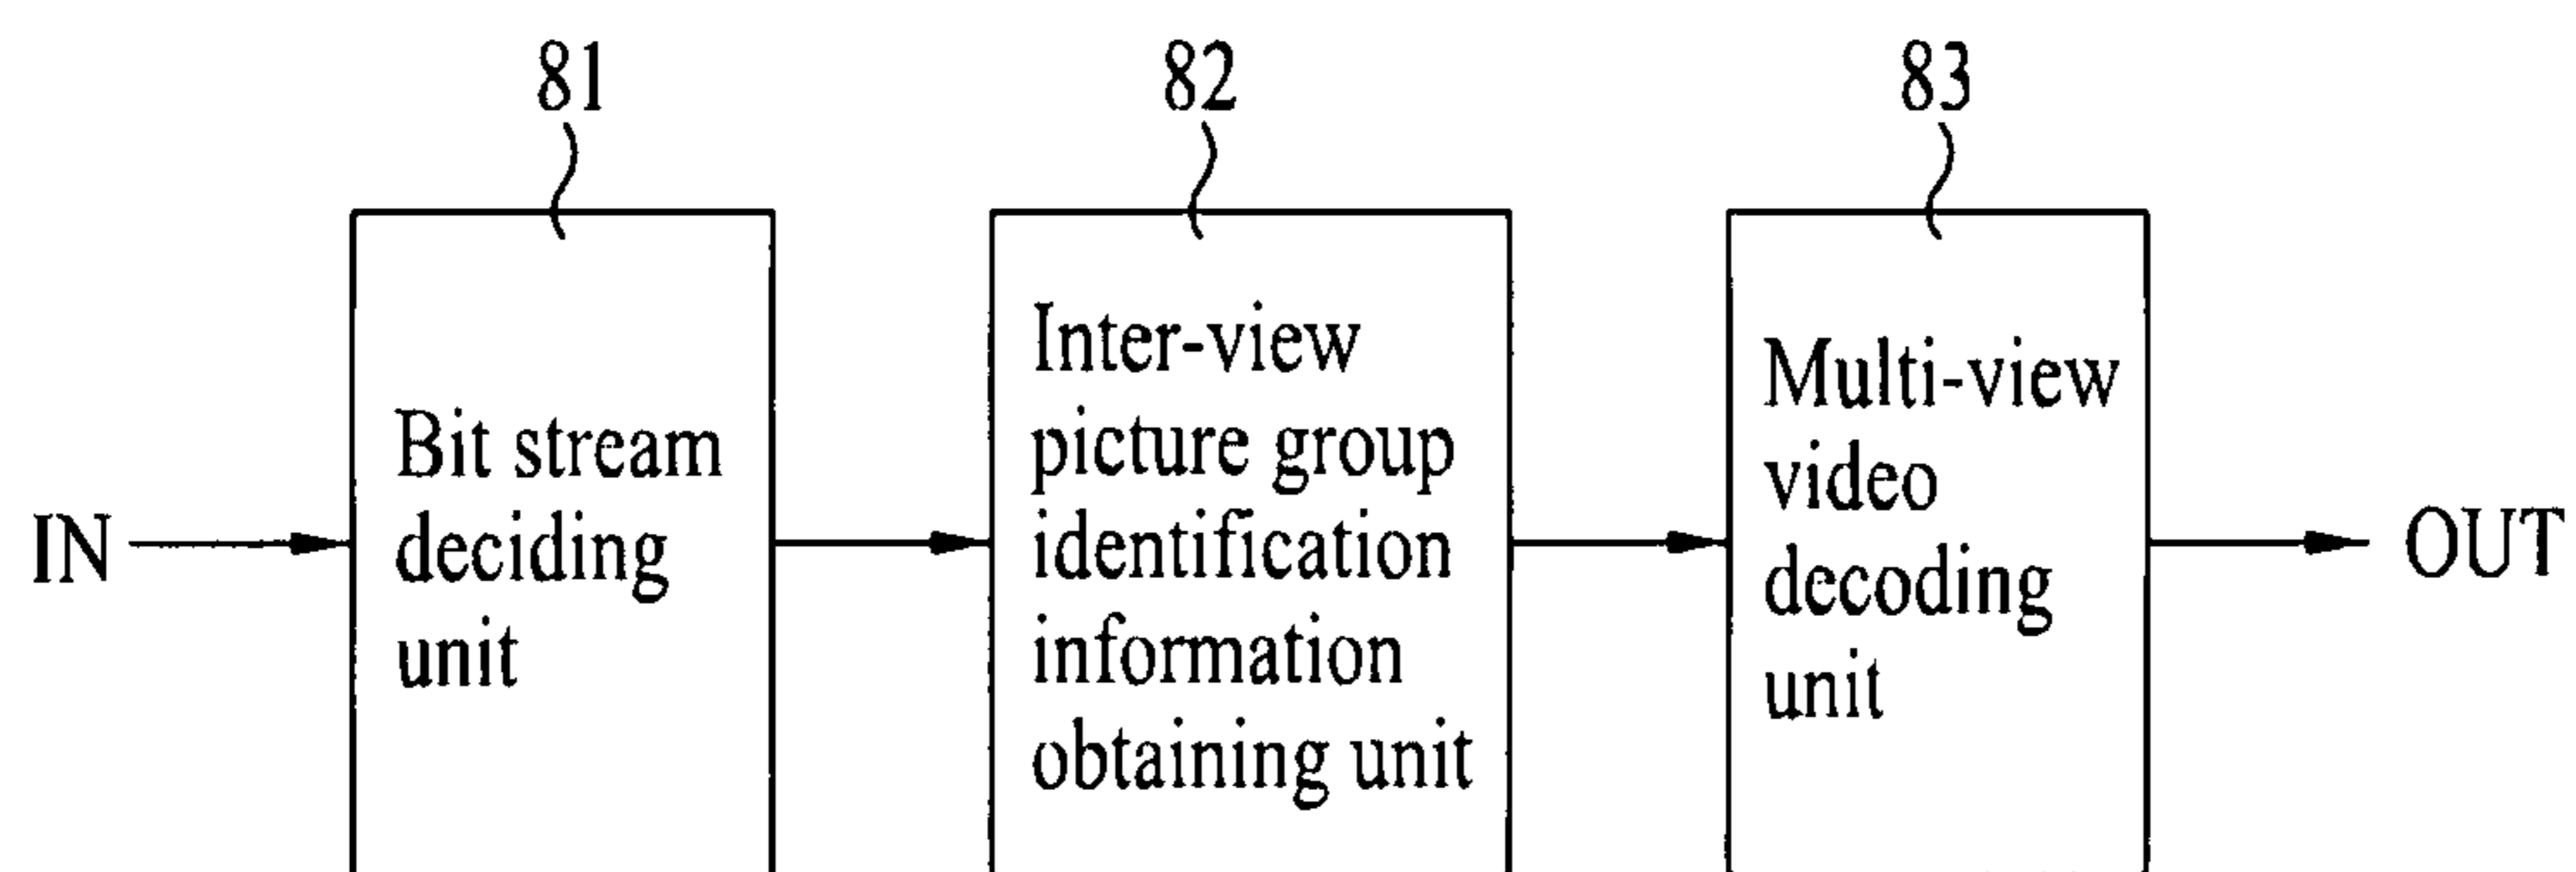 81
82
83
IN
Bit stream
deciding
unit
Inter-view
picture group
identification
information
obtaining unit
Multi-view
video
decoding
unit
OUT